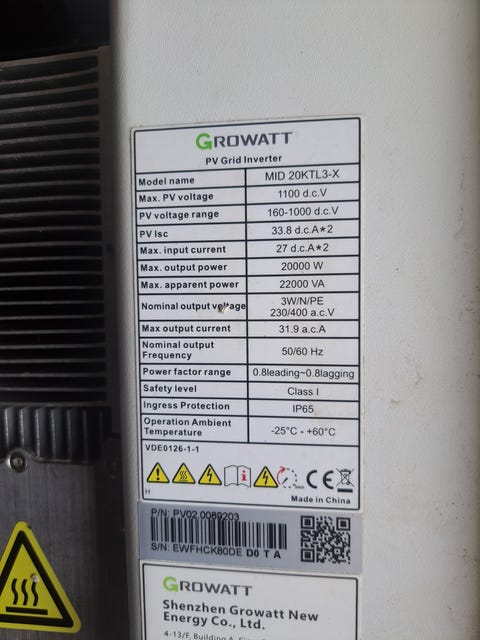 GROWATT
PV Grid Inverter
Model name MID 20KTL3-X
Max. PV voltage 1100 d.c.V
PV voltage range 160-1000 d.c.V
PV Isc 33.8 d.c.A*2
Max. input current 27 d.c.A*2
Max. output power 20000 W
Max. apparent power 22000 VA
Nominal output voltage 3W/N/PE
230/400 a.c.V
Max output current 31.9 a.c.A
Nominal output
Frequency 50/60 Hz
Power factor range 0.8leading~0.8lagging
Safety level Class I
Ingress Protection IP65
Operation Ambient
Temperature -25°C - +60°C
VDE0126-1-1
CE
H
Made in China
P/N: PV02.0089203
S/N: EWFHCK80DE D0 T A
GROWATT
Shenzhen Growatt New
Energy Co., Ltd.
4-13/F, Building A,